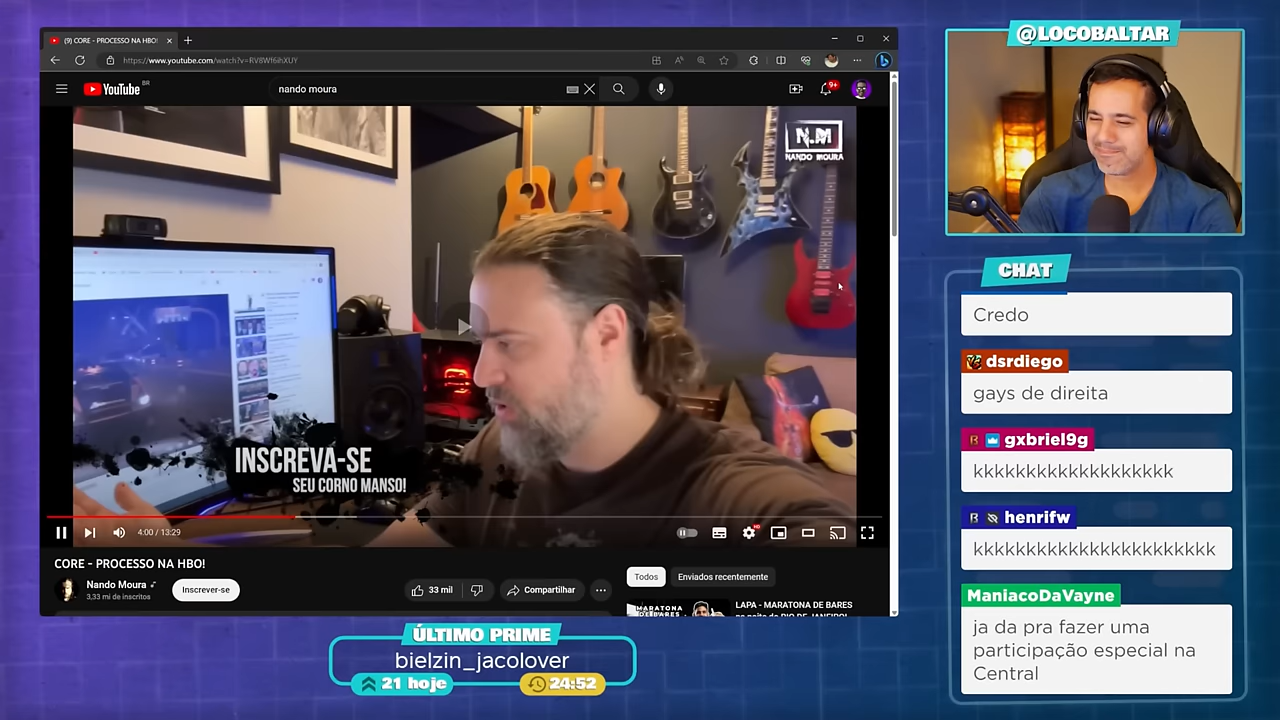 (9) CORE - PROCESSO NA HBO!
https://www.youtube.com/watch?v=RV8Wf6ihXUY
YouTube BR
nando moura
9+
N.M
NANDO MOURA
INSCREVA-SE
SEU CORNO MANSO!
4:00 / 13:29
HD
CORE - PROCESSO NA HBO!
Nando Moura
3,33 mi de inscritos
Inscrever-se
33 mil
Compartilhar
Todos
Enviados recentemente
MARATONA
LAPA - MARATONA DE BARES
ÚLTIMO PRIME
bielzin_jacolover
21 hoje
24:52
@LOCOBALTAR
CHAT
Credo
dsrdiego
gays de direita
gxbriel9g
kkkkkkkkkkkkkkkkkkk
henrifw
kkkkkkkkkkkkkkkkkkkkkkk
ManiacoDaVayne
ja da pra fazer uma
participação especial na
Central